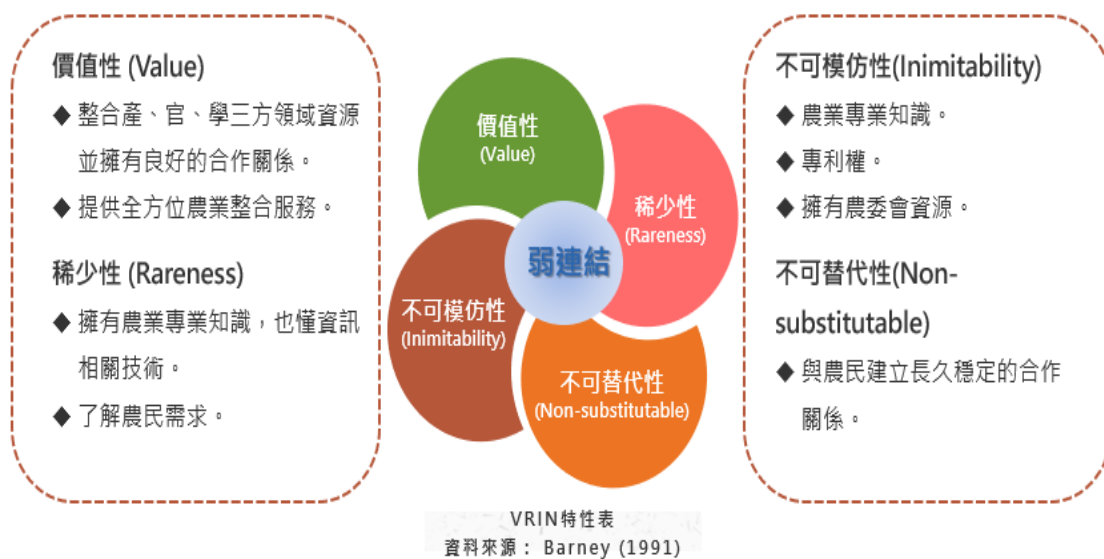 價值性 (Value)
◆ 整合產、官、學三方領域資源
並擁有良好的合作關係。
◆ 提供全方位農業整合服務。
稀少性 (Rareness)
◆ 擁有農業專業知識，也懂資訊
相關技術。
◆ 了解農民需求。
價值性
(Value)
稀少性
(Rareness)
弱連結
不可模仿性
(Inimitability)
不可替代性
(Non-substitutable)
不可模仿性(Inimitability)
◆ 農業專業知識。
◆ 專利權。
◆ 擁有農委會資源。
不可替代性(Non-
substitutable)
◆ 與農民建立長久穩定的合作
關係。
VRIN特性表
資料來源： Barney (1991)